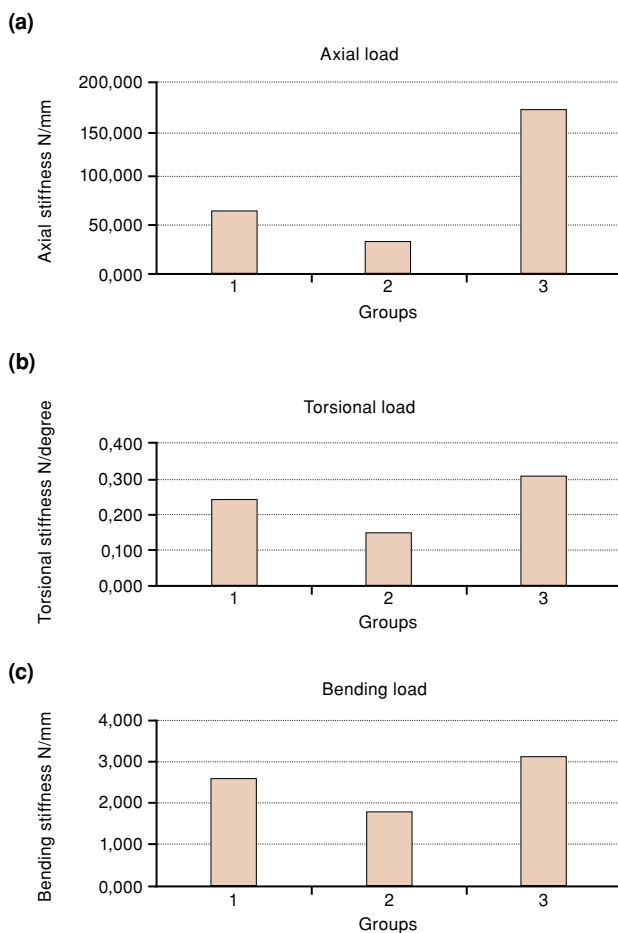 (a)
Axial load
Axial stiffness N/mm
200,000
150,000
100,000
50,000
0,000
1 2 3
Groups
(b)
Torsional load
Torsional stiffness N/degree
0,400
0,300
0,200
0,100
0,000
1 2 3
Groups
(c)
Bending load
Bending stiffness N/mm
4,000
3,000
2,000
1,000
0,000
1 2 3
Groups